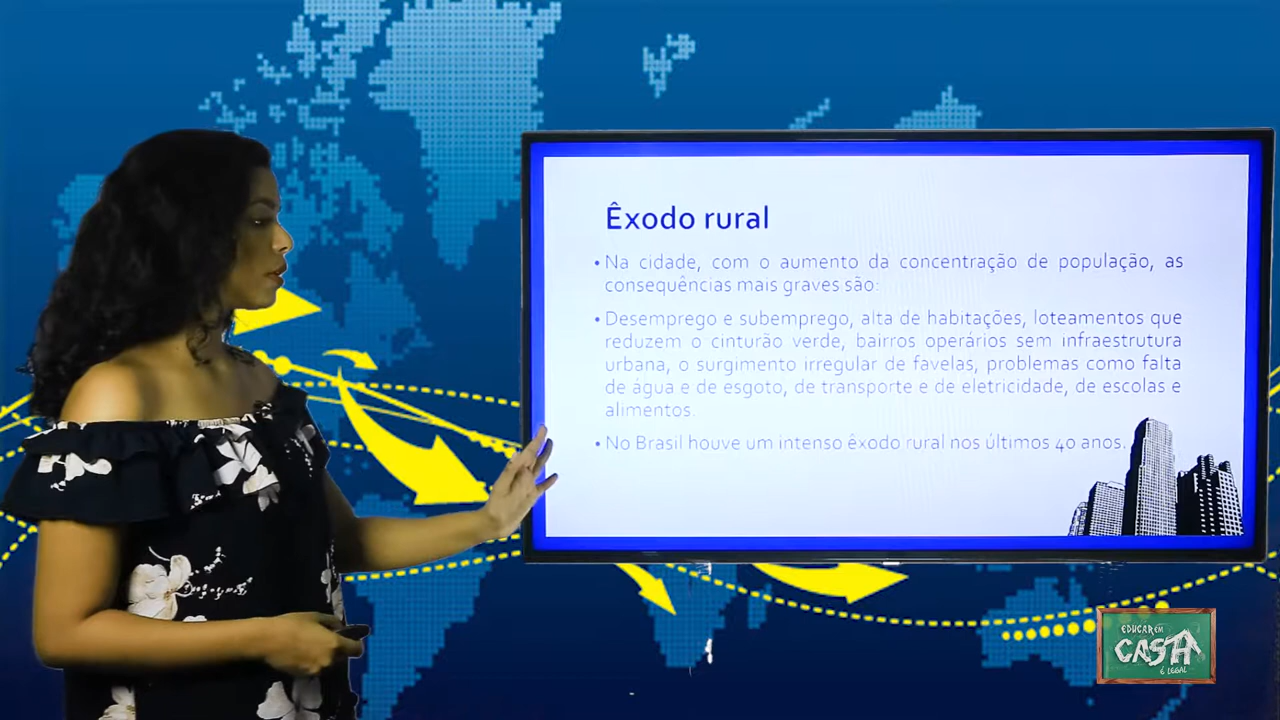 Êxodo rural
• Na cidade, com o aumento da concentração de população, as
consequências mais graves são:
• Desemprego e subemprego, alta de habitações, loteamentos que
reduzem o cinturão verde, bairros operários sem infraestrutura
urbana, o surgimento irregular de favelas, problemas como falta
de água e de esgoto, de transporte e de eletricidade, de escolas e
alimentos.
• No Brasil houve um intenso êxodo rural nos últimos 40 anos.
EDUCAR EM
CASA
É LEGAL